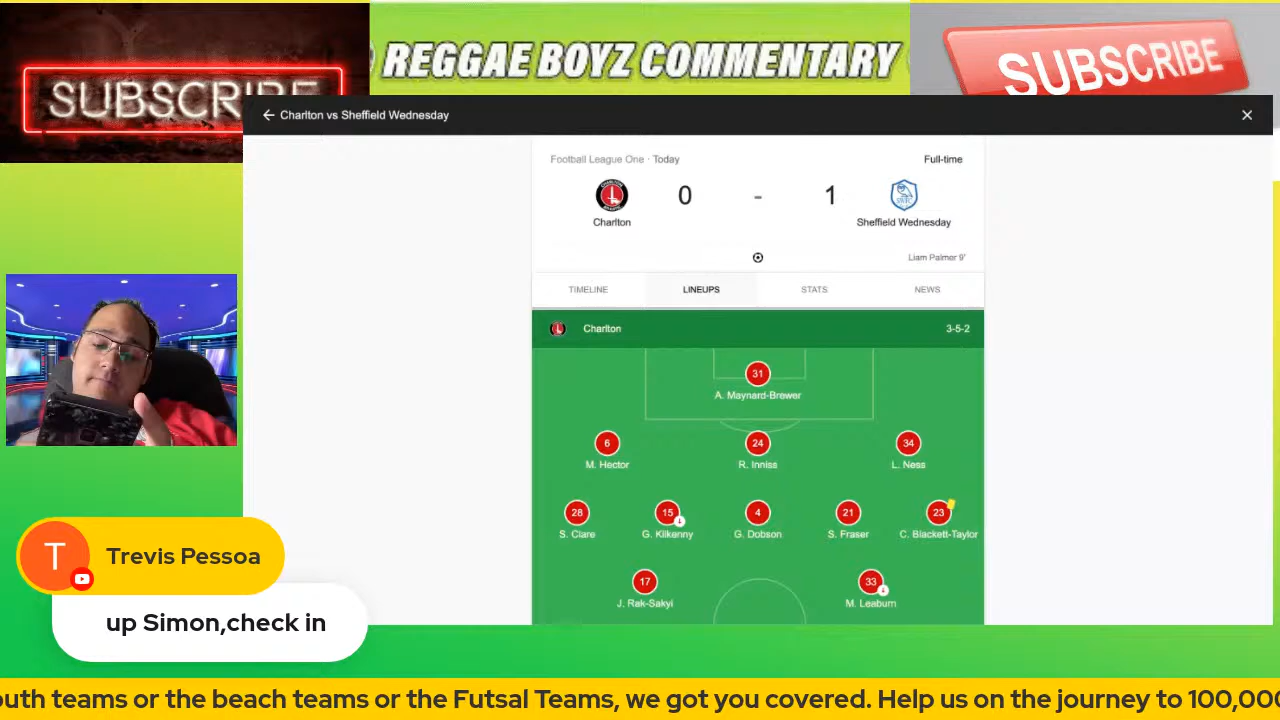 SUBSCRIBE
REGGAE BOYZ COMMENTARY
SUBSCRIBE
Charlton vs Sheffield Wednesday
Football League One · Today
Full-time
0 - 1
Charlton
Sheffield Wednesday
Liam Palmer 9'
TIMELINE
LINEUPS
STATS
NEWS
Charlton
3-5-2
31
A. Maynard-Brewer
6
24
34
M. Hector
R. Inniss
L. Ness
28
15
4
21
23
S. Clare
G. Kilkenny
G. Dobson
S. Fraser
C. Blackett-Taylor
17
33
J. Rak-Sakyi
M. Leaburn
T
Trevis Pessoa
up Simon,check in
outh teams or the beach teams or the Futsal Teams, we got you covered. Help us on the journey to 100,000